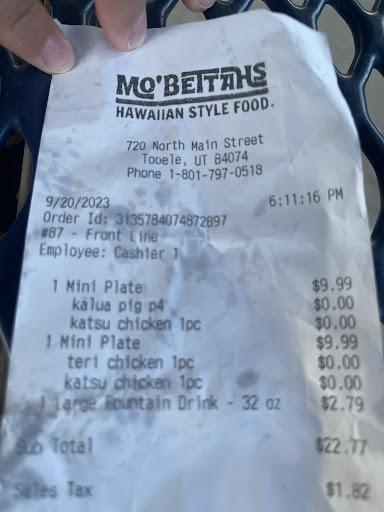 MO'BETTAHS
HAWAIIAN STYLE FOOD.
720 North Main Street
Tooele, UT 84074
Phone 1-801-797-0518
9/20/2023 6:11:16 PM
Order Id: 3135784074872897
#87 - Front Line
Employee: Cashier 1
1 Mini Plate $9.99
kalua pig p4 $0.00
katsu chicken 1pc $0.00
1 Mini Plate $9.99
teri chicken 1pc $0.00
katsu chicken 1pc $0.00
1 Large Fountain Drink - 32 oz $2.79
Sub Total $22.77
Sales Tax $1.82